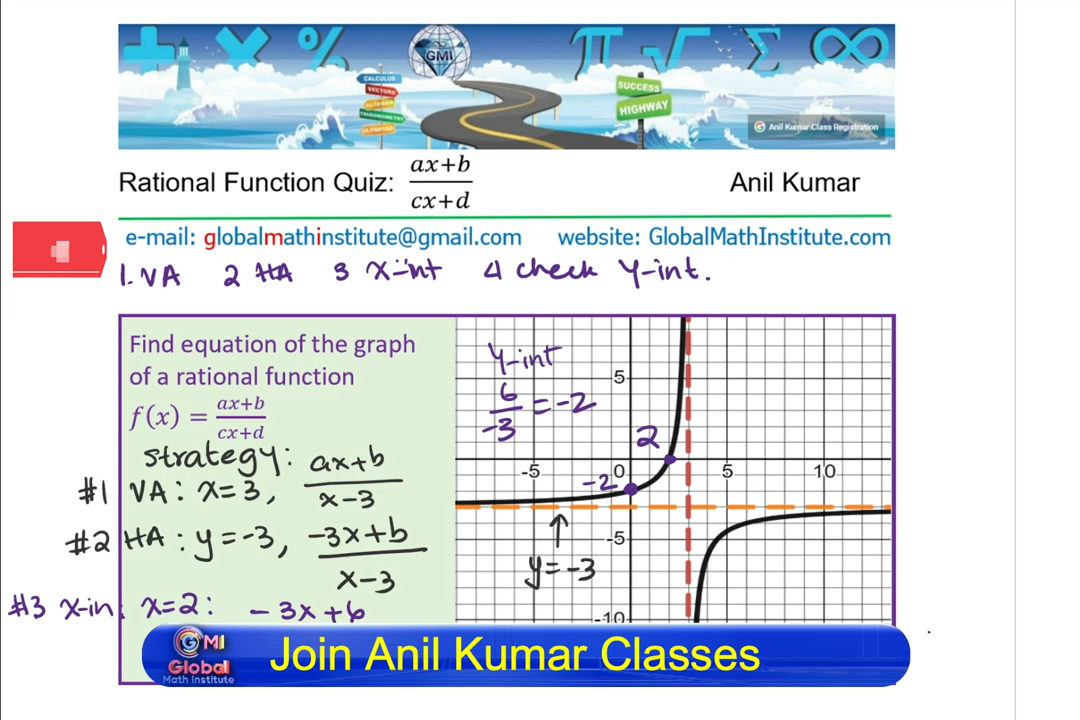 GMI
CALCULUS
VECTORS
ALGEBRA
TRIGONOMETRY
OLYMPIAD
SUCCESS
HIGHWAY
Anil Kumar Class Registration
Rational Function Quiz: ax+b / cx+d Anil Kumar
e-mail: globalmathinstitute@gmail.com website: GlobalMathInstitute.com
1. VA 2 HA 3 x-int 4 check Y-int.
Find equation of the graph
of a rational function
f(x) = ax+b / cx+d
strategy: ax+b / x-3
#1 VA: x=3,
#2 HA: y=-3, -3x+b / x-3
#3 x-in: x=2: -3x+6
Y-int
6 / -3 = -2
2
-2
y=-3
5
-5 0 5 10
-5
-10
GMI
Global
Math Institute
Join Anil Kumar Classes